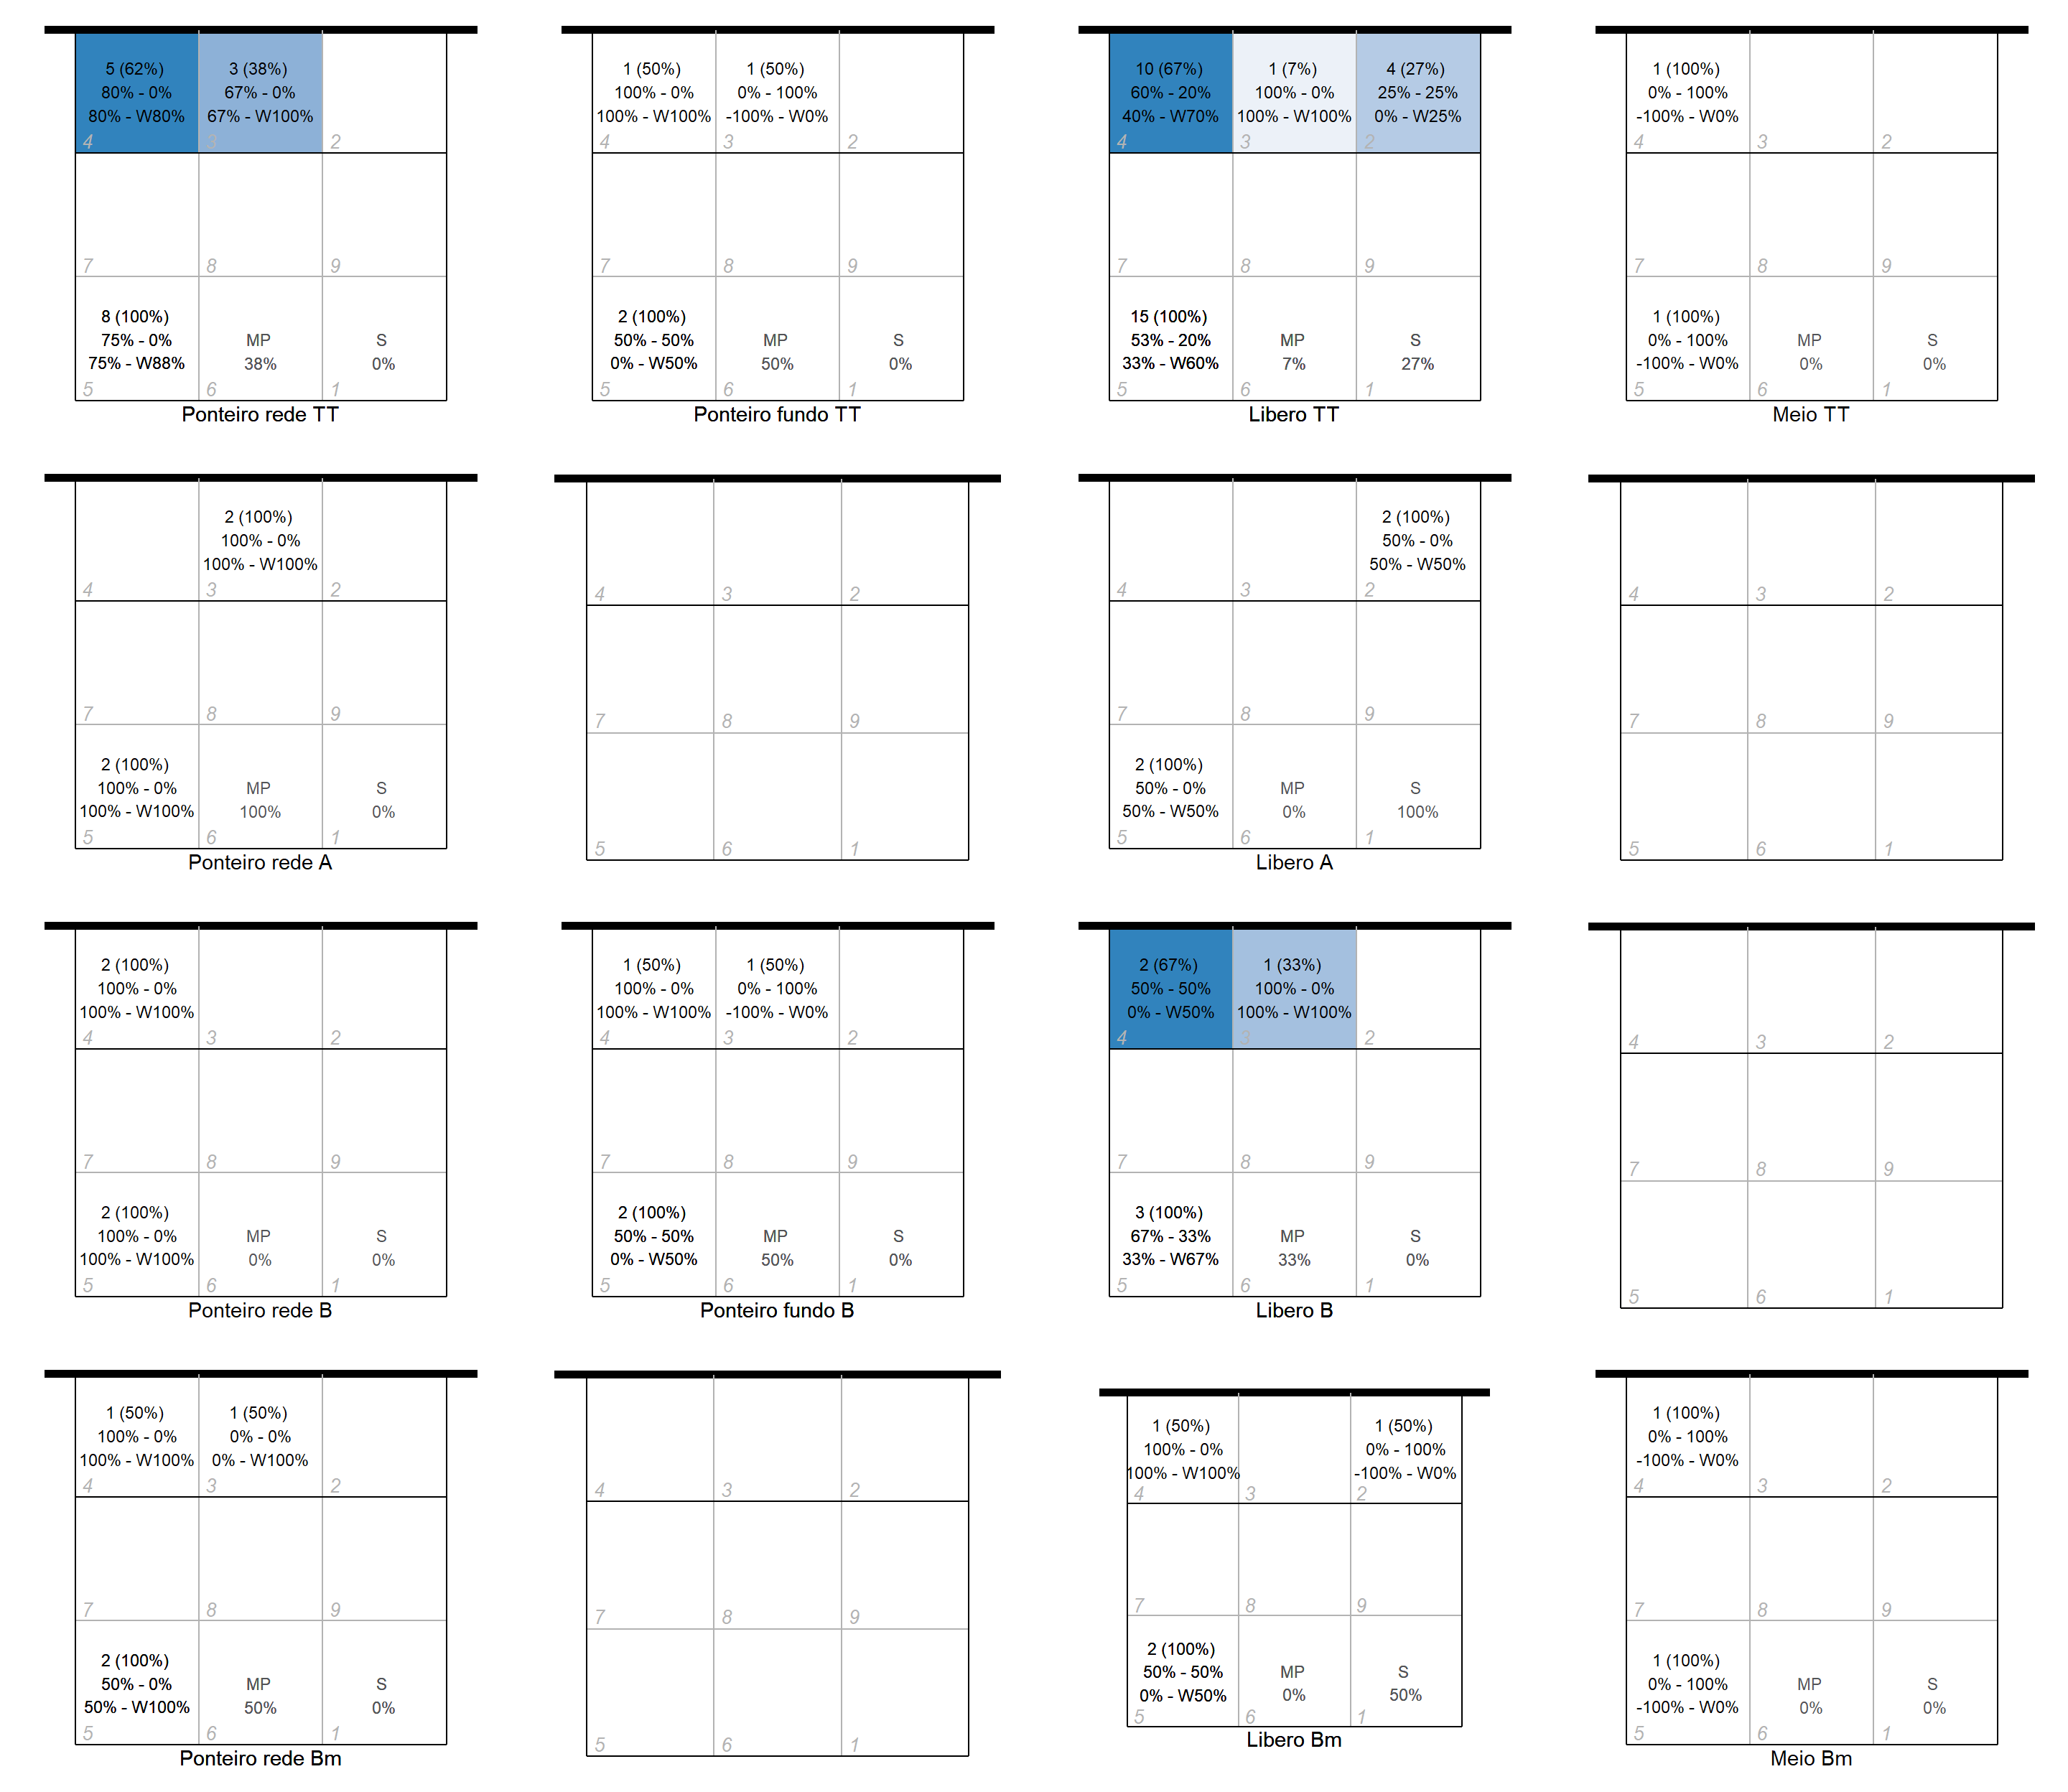 5 (62%)
80% - 0%
80% - W80%
3 (38%)
67% - 0%
67% - W100%
4
3
2
7
8
9
8 (100%)
75% - 0%
75% - W88%
MP
38%
S
0%
5
6
1
Ponteiro rede TT
1 (50%)
100% - 0%
100% - W100%
1 (50%)
0% - 100%
-100% - W0%
4
3
2
7
8
9
2 (100%)
50% - 50%
0% - W50%
MP
50%
S
0%
5
6
1
Ponteiro fundo TT
10 (67%)
60% - 20%
40% - W70%
1 (7%)
100% - 0%
100% - W100%
4 (27%)
25% - 25%
0% - W25%
4
3
2
7
8
9
15 (100%)
53% - 20%
33% - W60%
MP
7%
S
27%
5
6
1
Libero TT
1 (100%)
0% - 100%
-100% - W0%
4
3
2
7
8
9
1 (100%)
0% - 100%
-100% - W0%
MP
0%
S
0%
5
6
1
Meio TT
2 (100%)
100% - 0%
100% - W100%
4
3
2
7
8
9
2 (100%)
100% - 0%
100% - W100%
MP
100%
S
0%
5
6
1
Ponteiro rede A
4
3
2
7
8
9
5
6
1
2 (100%)
50% - 0%
50% - W50%
4
3
2
7
8
9
2 (100%)
50% - 0%
50% - W50%
MP
0%
S
100%
5
6
1
Libero A
4
3
2
7
8
9
5
6
1
2 (100%)
100% - 0%
100% - W100%
4
3
2
7
8
9
2 (100%)
100% - 0%
100% - W100%
MP
0%
S
0%
5
6
1
Ponteiro rede B
1 (50%)
100% - 0%
100% - W100%
1 (50%)
0% - 100%
-100% - W0%
4
3
2
7
8
9
2 (100%)
50% - 50%
0% - W50%
MP
50%
S
0%
5
6
1
Ponteiro fundo B
2 (67%)
50% - 50%
0% - W50%
1 (33%)
100% - 0%
100% - W100%
4
3
2
7
8
9
3 (100%)
67% - 33%
33% - W67%
MP
33%
S
0%
5
6
1
Libero B
4
3
2
7
8
9
5
6
1
1 (50%)
100% - 0%
100% - W100%
1 (50%)
0% - 0%
0% - W100%
4
3
2
7
8
9
2 (100%)
50% - 0%
50% - W100%
MP
50%
S
0%
5
6
1
Ponteiro rede Bm
4
3
2
7
8
9
5
6
1
1 (50%)
100% - 0%
100% - W100%
1 (50%)
0% - 100%
-100% - W0%
4
3
2
7
8
9
2 (100%)
50% - 50%
0% - W50%
MP
0%
S
50%
5
6
1
Libero Bm
1 (100%)
0% - 100%
-100% - W0%
4
3
2
7
8
9
1 (100%)
0% - 100%
-100% - W0%
MP
0%
S
0%
5
6
1
Meio Bm